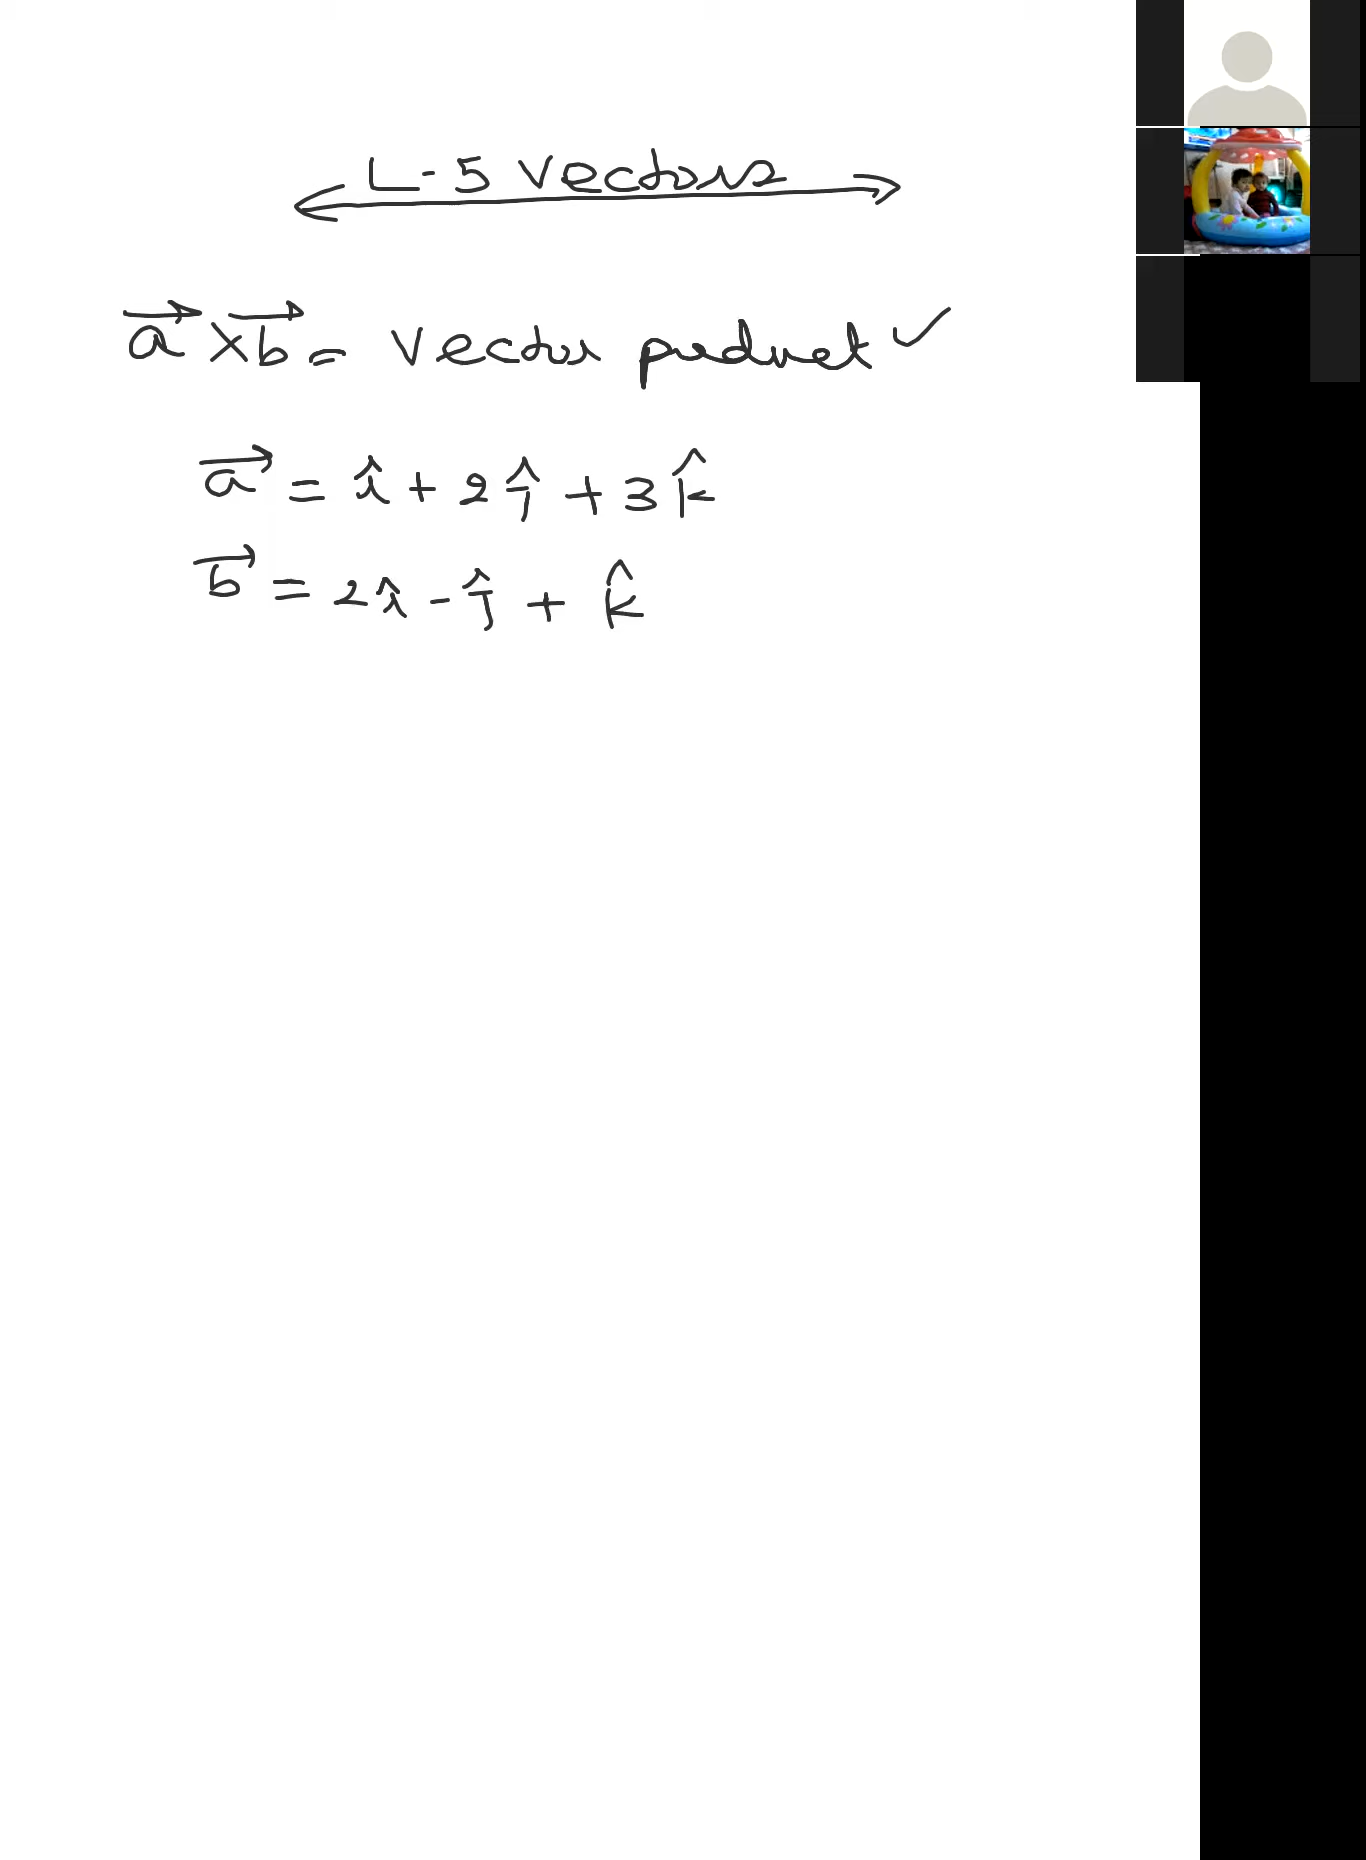 L-5 Vectors
a⃗ × b⃗ = Vector product ✓
a⃗ = î + 2ĵ + 3k̂
b⃗ = 2î - ĵ + k̂